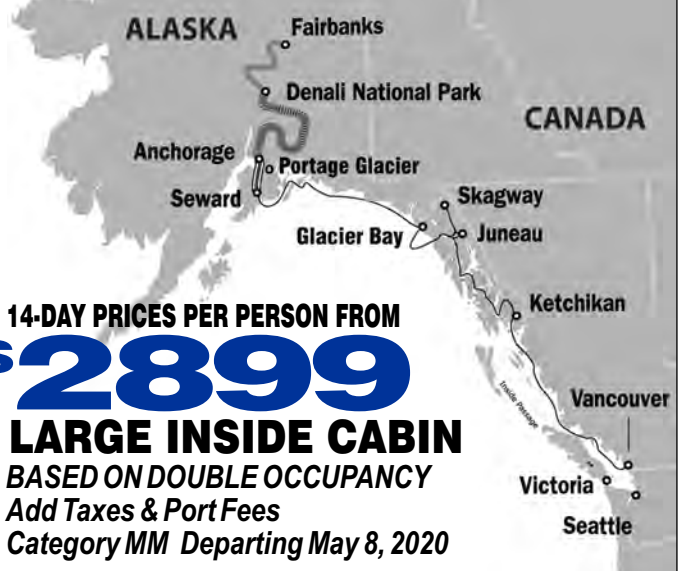 ALASKA
Fairbanks
Denali National Park
CANADA
Anchorage
Portage Glacier
Seward
Skagway
Glacier Bay
Juneau
Ketchikan
14-DAY PRICES PER PERSON FROM
$2899
LARGE INSIDE CABIN
BASED ON DOUBLE OCCUPANCY
Add Taxes & Port Fees
Category MM Departing May 8, 2020
Inside Passage
Vancouver
Victoria
Seattle